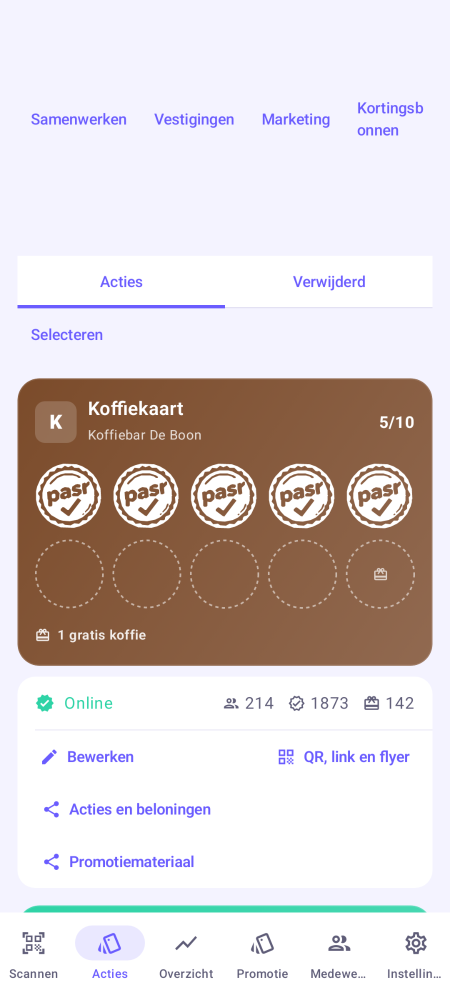 Samenwerken
Vestigingen
Marketing
Kortingsb
onnen
Acties
Verwijderd
Selecteren
K
Koffiekaart
Koffiebar De Boon
5/10
pasr pasr pasr pasr pasr
1 gratis koffie
Online
214
1873
142
Bewerken
QR, link en flyer
Acties en beloningen
Promotiemateriaal
Scannen
Acties
Overzicht
Promotie
Medewe...
Instellin...